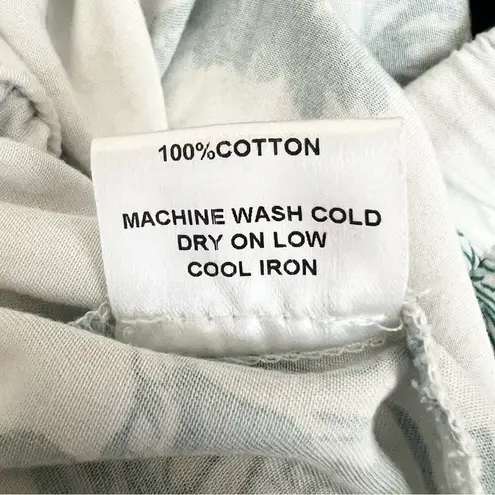 100%COTTON
MACHINE WASH COLD
DRY ON LOW
COOL IRON